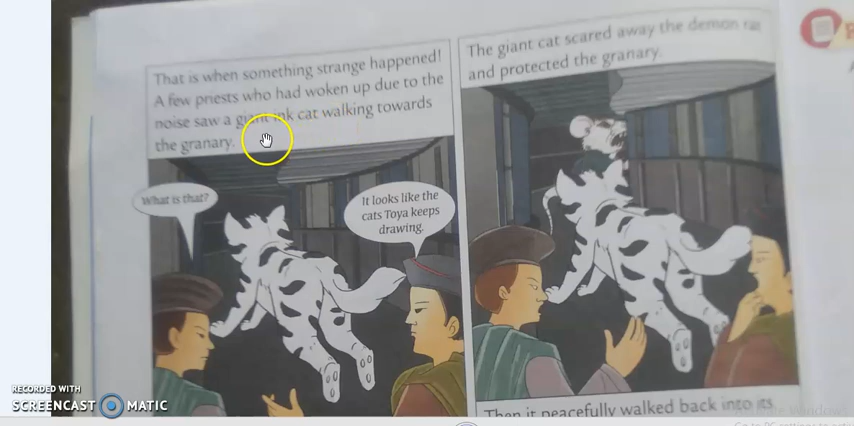 That is when something strange happened!
A few priests who had woken up due to the
noise saw a giant ink cat walking towards
the granary.
What is that?
It looks like the
cats Toya keeps
drawing.
The giant cat scared away the demon rat
and protected the granary.
Then it peacefully walked back into its
RECORDED WITH
SCREENCAST MATIC